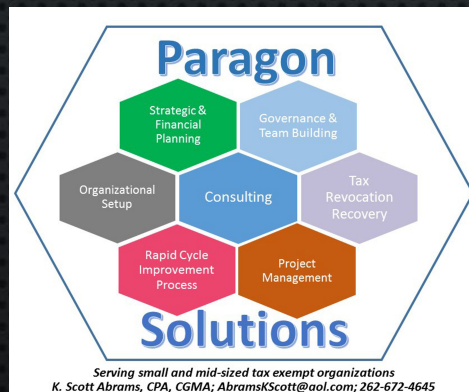 Paragon
Strategic &
Financial
Planning
Governance &
Team Building
Organizational
Setup
Consulting
Tax
Revocation
Recovery
Rapid Cycle
Improvement
Process
Project
Management
Solutions
Serving small and mid-sized tax exempt organizations
K. Scott Abrams, CPA, CGMA; AbramsKScott@aol.com; 262-672-4645